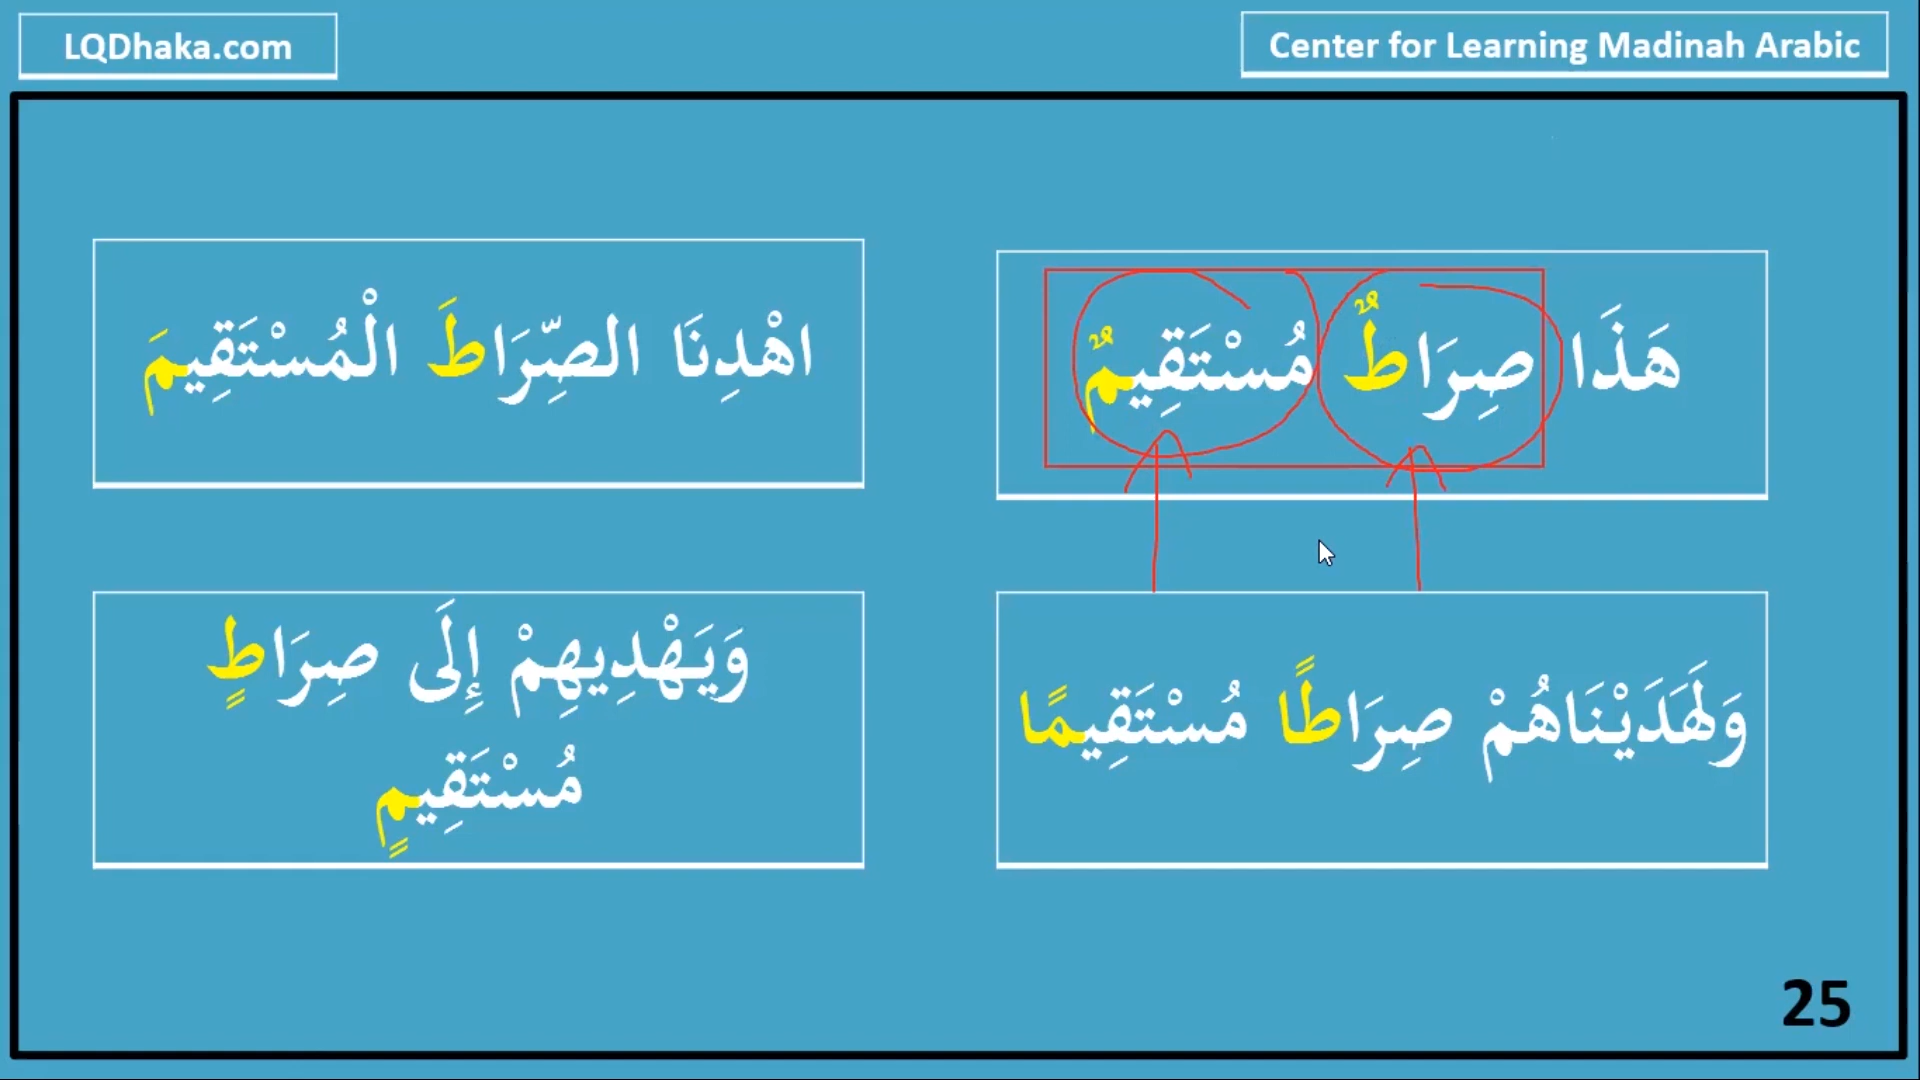 LQDhaka.com
Center for Learning Madinah Arabic
هَذَا صِرَاطٌ مُسْتَقِيمٌ
اهْدِنَا الصِّرَاطَ الْمُسْتَقِيمَ
وَلَهَدَيْنَاهُمْ صِرَاطًا مُسْتَقِيمًا
وَيَهْدِيهِمْ إِلَى صِرَاطٍ
مُسْتَقِيمٍ
25